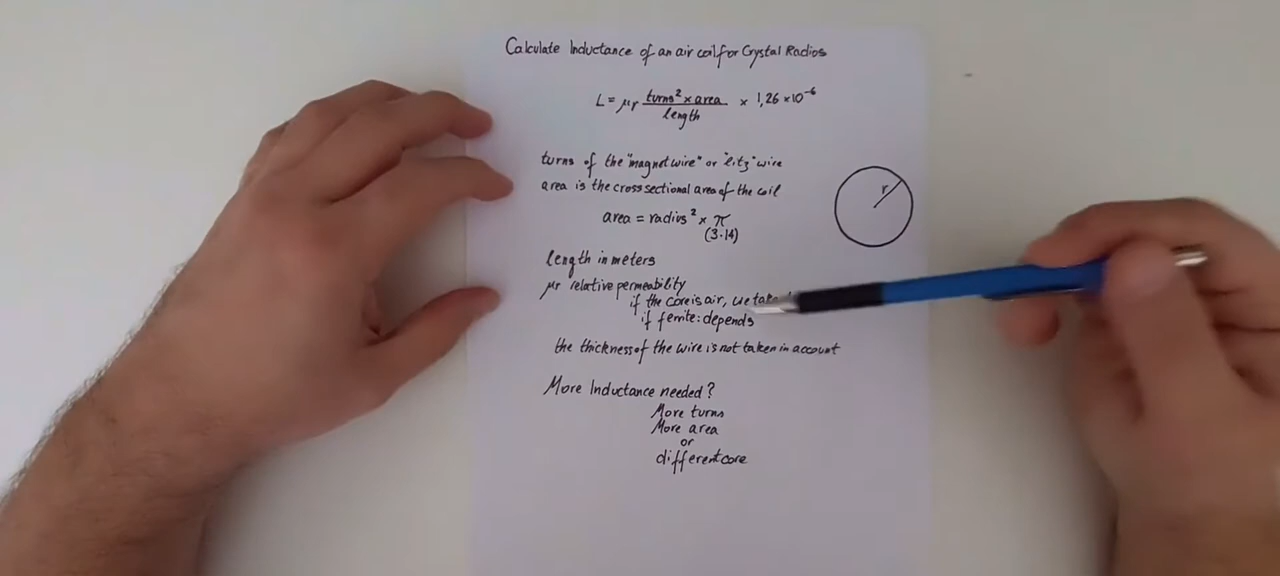 Calculate Inductance of an air coil for Crystal Radios
L = μr turns² × area / length × 1,26 × 10⁻⁶
turns of the "magnet wire" or "litz" wire
area is the cross sectional area of the coil
r
area = radius² × π
(3.14)
length in meters
μr relative permeability
if the core is air, we take
if ferrite: depends
the thickness of the wire is not taken in account
More Inductance needed?
More turns
More area
or
different core